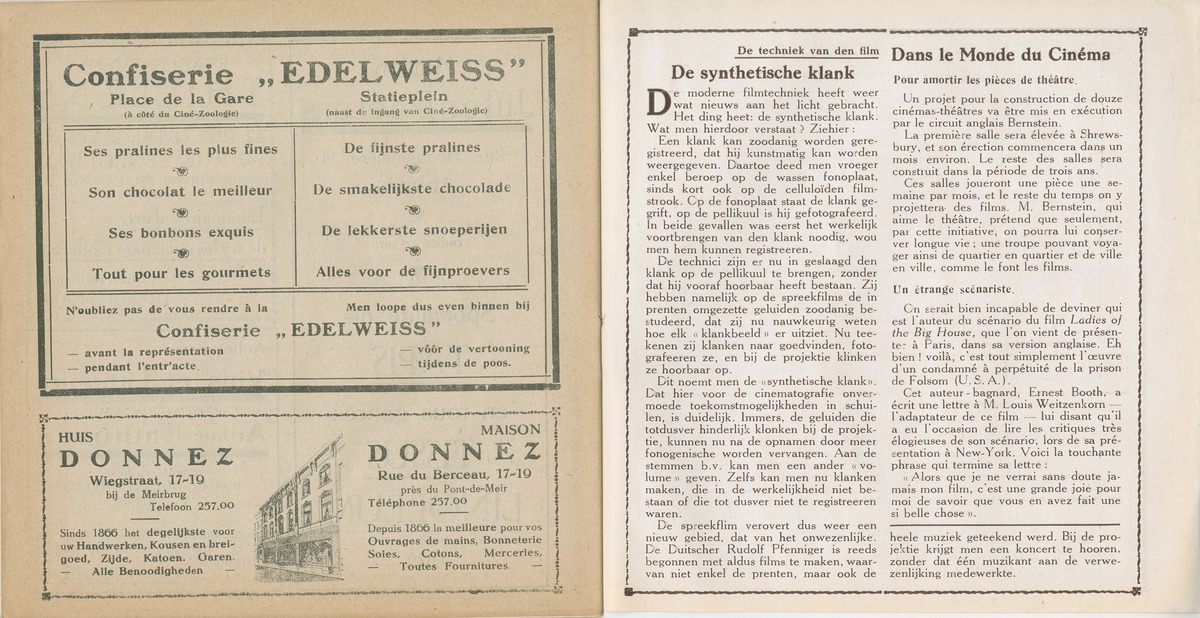 Confiserie „EDELWEISS”
Place de la Gare
(à côté du Ciné-Zoologie)
Statieplein
(naast de ingang van Ciné-Zoologie)
Ses pralines les plus fines
Son chocolat le meilleur
Ses bonbons exquis
Tout pour les gourmets
De fijnste pralines
De smakelijkste chocolade
De lekkerste snoeperijen
Alles voor de fijnproevers
N'oubliez pas de vous rendre à la
Men loope dus even binnen bij
Confiserie „EDELWEISS”
— avant la représentation
— pendant l'entr'acte.
— vóór de vertooning
— tijdens de poos.
HUIS
DONNEZ
Wiegstraat, 17-19
bij de Meirbrug
Telefoon 257.00
Sinds 1866 het degelijkste voor
uw Handwerken, Kousen en brei-
goed, Zijde, Katoen. Garen.
— Alle Benoodigheden —
MAISON
DONNEZ
Rue du Berceau, 17-19
près du Pont-de-Meir
Téléphone 257.00
Depuis 1866 la meilleure pour vos
Ouvrages de mains, Bonneterie
Soies, Cotons, Merceries,
— Toutes Fournitures. —
De techniek van den film
De synthetische klank
De moderne filmtechniek heeft weer
wat nieuws aan het licht gebracht.
Het ding heet: de synthetische klank.
Wat men hierdoor verstaat? Ziehier:
Een klank kan zoodanig worden gere-
gistreerd, dat hij kunstmatig kan worden
weergegeven. Daartoe deed men vroeger
enkel beroep op de wassen fonoplaat,
sinds kort ook op de celluloïden film-
strook. Op de fonoplaat staat de klank ge-
grift, op de pellikuul is hij gefotografeerd.
In beide gevallen was eerst het werkelijk
voortbrengen van den klank noodig, wou
men hem kunnen registreeren.
De technici zijn er nu in geslaagd den
klank op de pellikuul te brengen, zonder
dat hij vooraf hoorbaar heeft bestaan. Zij
hebben namelijk op de spreekfilms de in
prenten omgezette geluiden zoodanig be-
studeerd, dat zij nu nauwkeurig weten
hoe elk « klankbeeld » er uitziet. Nu tee-
kenen zij klanken naar goedvinden, foto-
grafeeren ze, en bij de projektie klinken
ze hoorbaar op.
Dit noemt men de «synthetische klank».
Dat hier voor de cinematografie onver-
moede toekomstmogelijkheden in schui-
len, is duidelijk. Immers, de geluiden die
totdusver hinderlijk klonken bij de projek-
tie, kunnen nu na de opnamen door meer
fonogenische worden vervangen. Aan de
stemmen b.v. kan men een ander « vo-
lume » geven. Zelfs kan men nu klanken
maken, die in de werkelijkheid niet be-
staan of die tot dusver niet te registreeren
waren.
De spreekflim verovert dus weer een
nieuw gebied, dat van het onwezenlijke.
De Duitscher Rudolf Pfenniger is reeds
begonnen met aldus films te maken, waar-
van niet enkel de prenten, maar ook de
Dans le Monde du Cinéma
Pour amortir les pièces de théâtre.
Un projet pour la construction de douze
cinémas-théâtres va être mis en exécution
par le circuit anglais Bernstein.
La première salle sera élevée à Shrews-
bury, et son érection commencera dans un
mois environ. Le reste des salles sera
construit dans la période de trois ans.
Ces salles joueront une pièce une se-
maine par mois, et le reste du temps on y
projettera des films. M. Bernstein, qui
aime le théâtre, prétend que seulement,
par cette initiative, on pourra lui conser-
ver longue vie ; une troupe pouvant voya-
ger ainsi de quartier en quartier et de ville
en ville, comme le font les films.
Un étrange scénariste.
On serait bien incapable de deviner qui
est l'auteur du scénario du film Ladies of
the Big House, que l'on vient de présen-
ter à Paris, dans sa version anglaise. Eh
bien ! voilà, c'est tout simplement l'œuvre
d'un condamné à perpétuité de la prison
de Folsom (U.S.A.).
Cet auteur-bagnard, Ernest Booth, a
écrit une lettre à M. Louis Weitzenkorn —
l'adaptateur de ce film — lui disant qu'il
a eu l'occasion de lire les critiques très
élogieuses de son scénario, lors de sa pré-
sentation à New-York. Voici la touchante
phrase qui termine sa lettre :
« Alors que je ne verrai sans doute ja-
mais mon film, c'est une grande joie pour
moi de savoir que vous en avez fait une
si belle chose ».
heele muziek geteekend werd. Bij de pro-
jektie krijgt men een koncert te hooren,
zonder dat één muzikant aan de verwe-
zenlijking medewerkte.